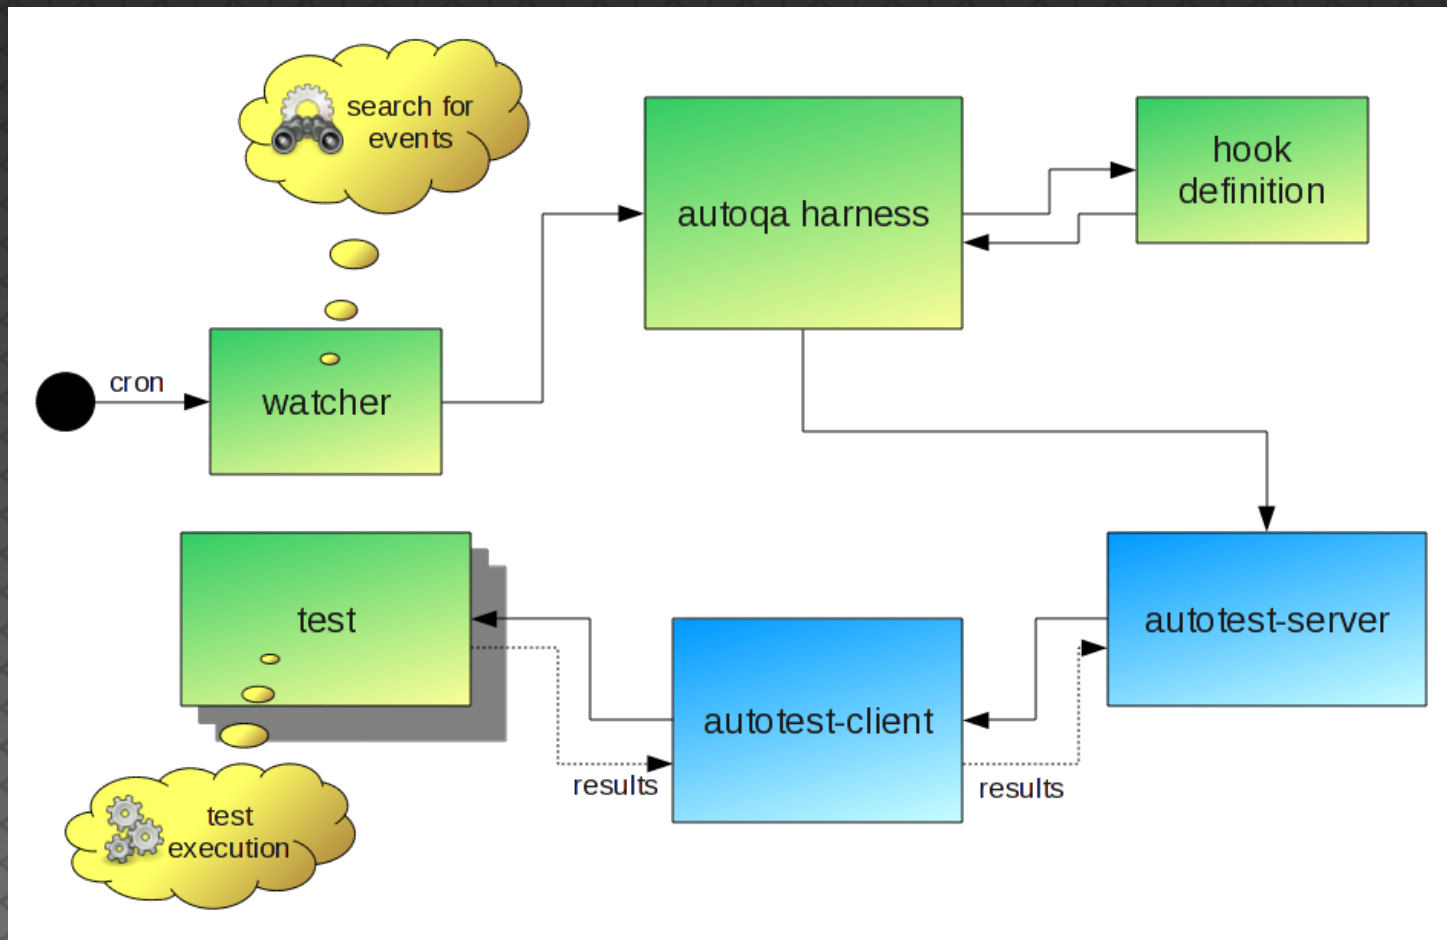 search for
events
autoqa harness
hook
definition
cron
watcher
test
autotest-server
autotest-client
results
results
test
execution